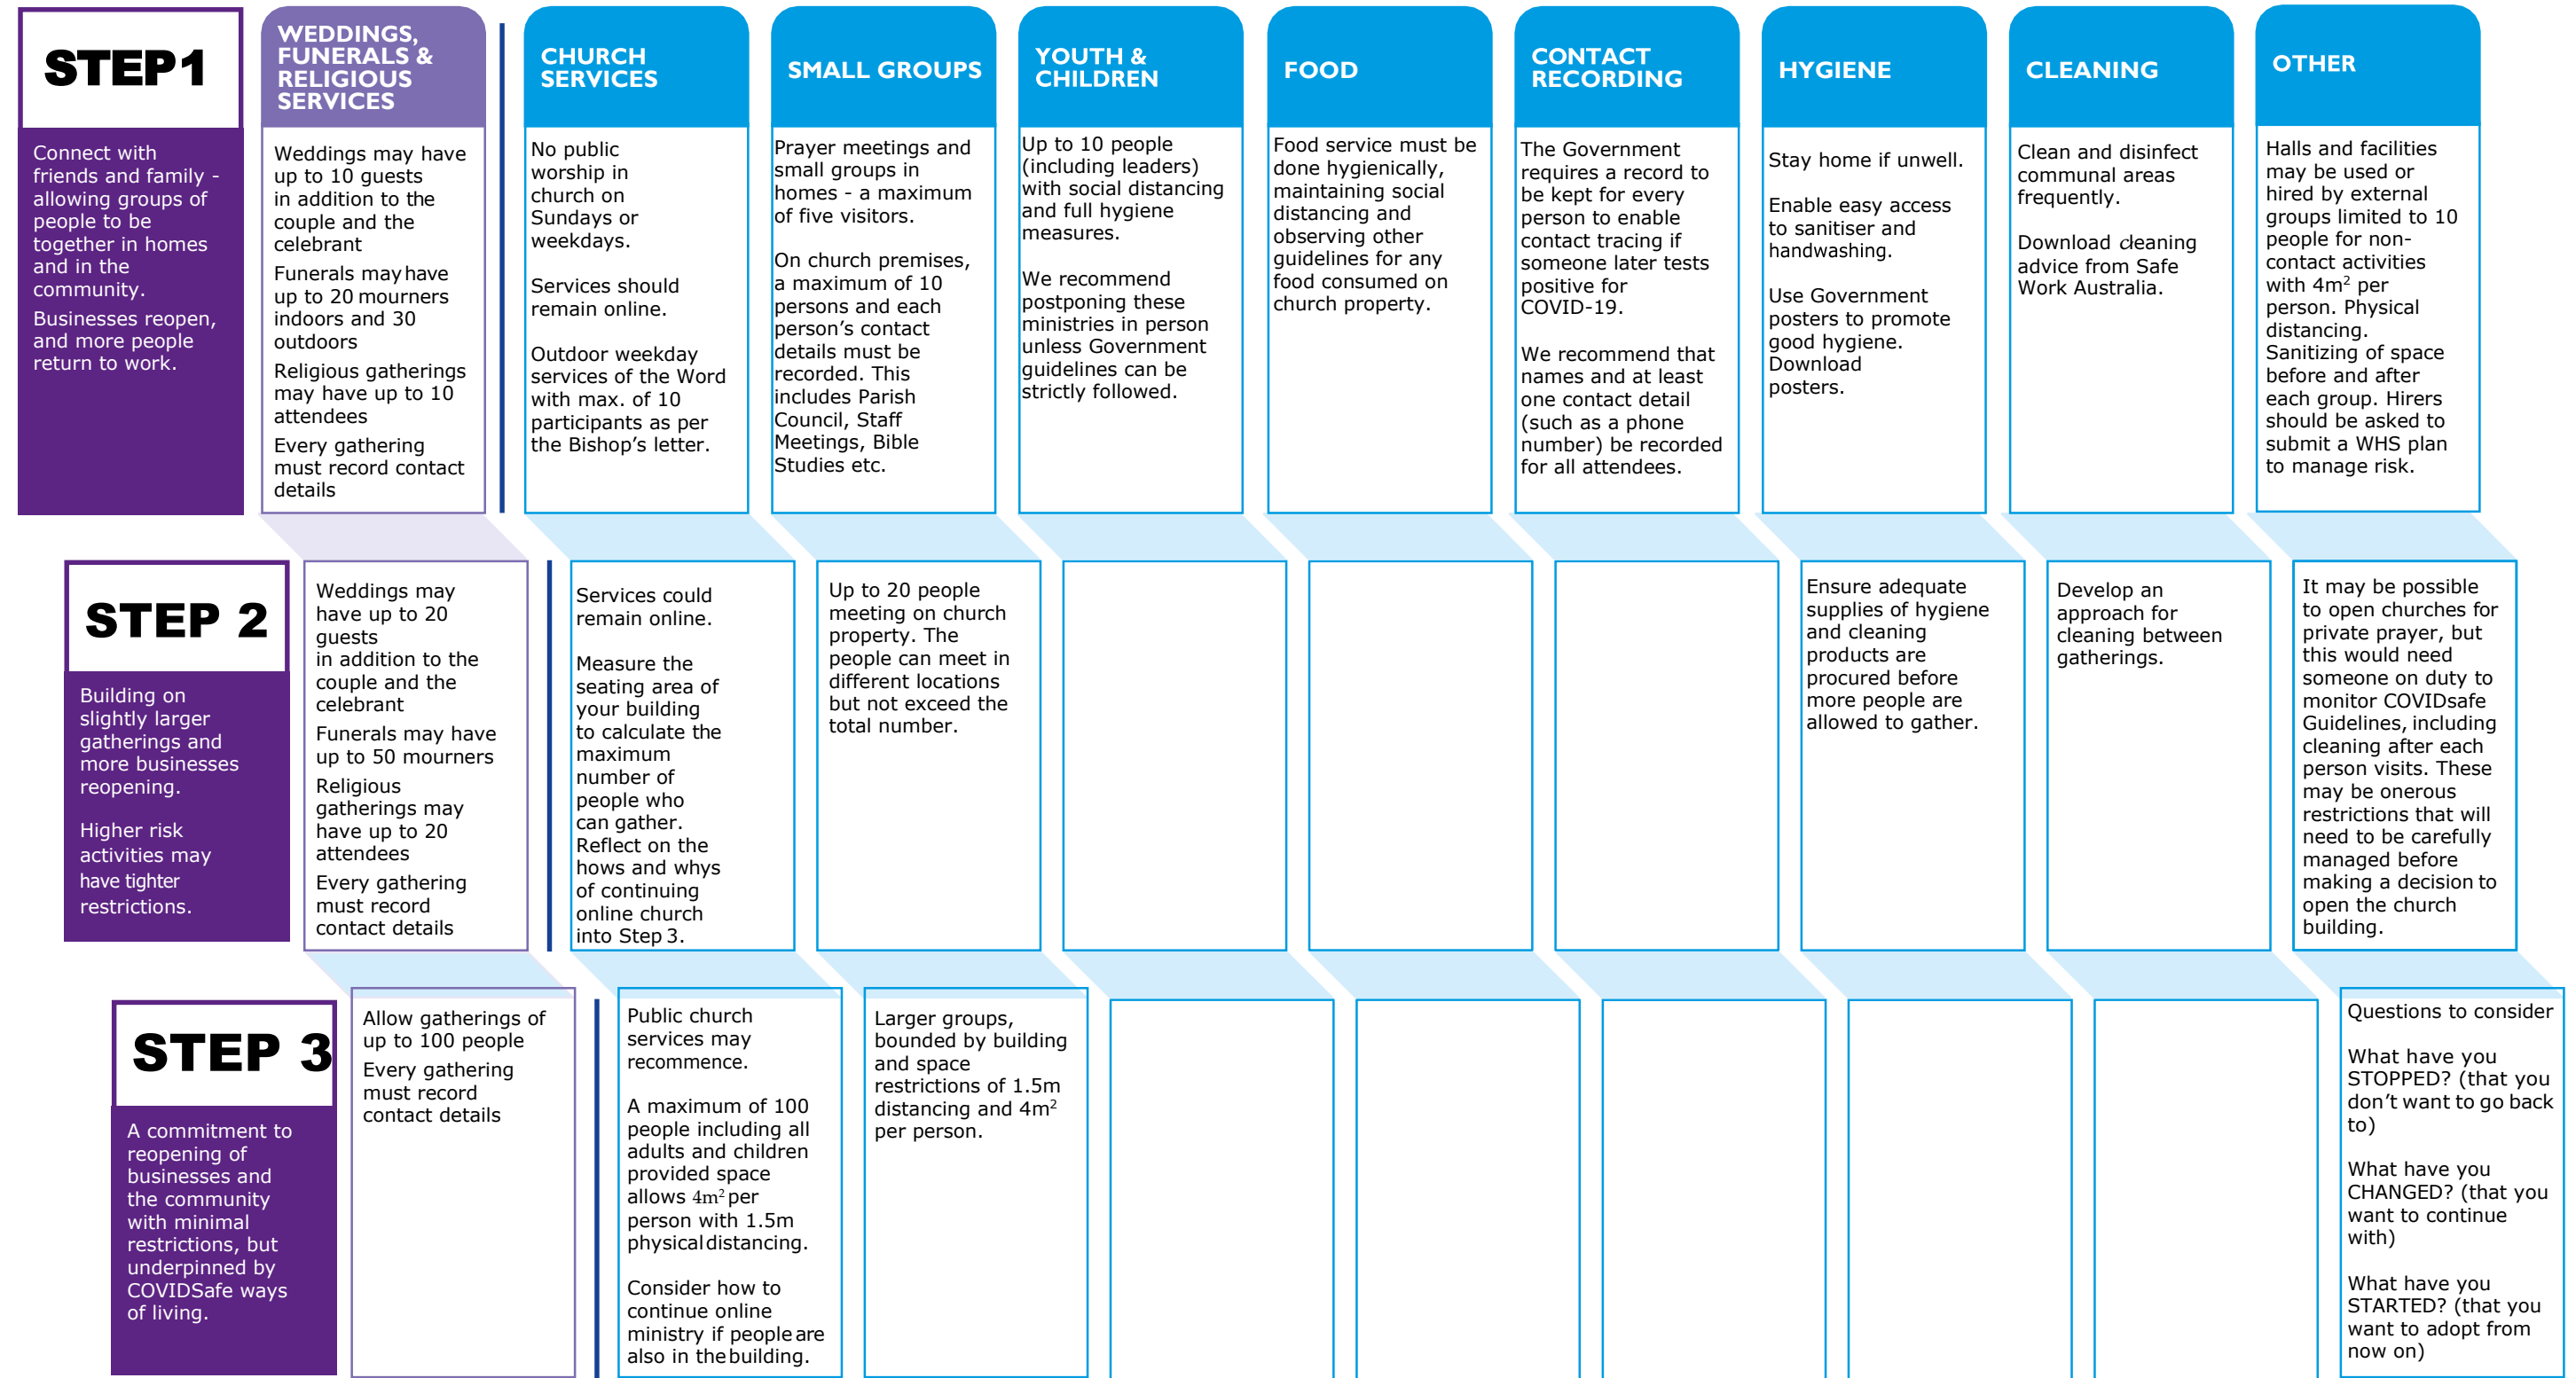 STEP1
Connect with
friends and family -
allowing groups of
people to be
together in homes
and in the
community.
Businesses reopen,
and more people
return to work.
WEDDINGS,
FUNERALS &
RELIGIOUS
SERVICES
Weddings may have
up to 10 guests
in addition to the
couple and the
celebrant
Funerals may have
up to 20 mourners
indoors and 30
outdoors
Religious gatherings
may have up to 10
attendees
Every gathering
must record contact
details
CHURCH
SERVICES
No public
worship in
church on
Sundays or
weekdays.
Services should
remain online.
Outdoor weekday
services of the Word
with max. of 10
participants as per
the Bishop's letter.
SMALL GROUPS
Prayer meetings and
small groups in
homes - a maximum
of five visitors.
On church premises,
a maximum of 10
persons and each
person's contact
details must be
recorded. This
includes Parish
Council, Staff
Meetings, Bible
Studies etc.
YOUTH &
CHILDREN
Up to 10 people
(including leaders)
with social distancing
and full hygiene
measures.
We recommend
postponing these
ministries in person
unless Government
guidelines can be
strictly followed.
FOOD
Food service must be
done hygienically,
maintaining social
distancing and
observing other
guidelines for any
food consumed on
church property.
CONTACT
RECORDING
The Government
requires a record to
be kept for every
person to enable
contact tracing if
someone later tests
positive for
COVID-19.
We recommend that
names and at least
one contact detail
(such as a phone
number) be recorded
for all attendees.
HYGIENE
Stay home if unwell.
Enable easy access
to sanitiser and
handwashing.
Use Government
posters to promote
good hygiene.
Download
posters.
CLEANING
Clean and disinfect
communal areas
frequently.
Download cleaning
advice from Safe
Work Australia.
OTHER
Halls and facilities
may be used or
hired by external
groups limited to 10
people for non-
contact activities
with 4m² per
person. Physical
distancing.
Sanitizing of space
before and after
each group. Hirers
should be asked to
submit a WHS plan
to manage risk.
STEP 2
Building on
slightly larger
gatherings and
more businesses
reopening.
Higher risk
activities may
have tighter
restrictions.
Weddings may
have up to 20
guests
in addition to the
couple and the
celebrant
Funerals may have
up to 50 mourners
Religious
gatherings may
have up to 20
attendees
Every gathering
must record
contact details
Services could
remain online.
Measure the
seating area of
your building
to calculate the
maximum
number of
people who
can gather.
Reflect on the
hows and whys
of continuing
online church
into Step 3.
Up to 20 people
meeting on church
property. The
people can meet in
different locations
but not exceed the
total number.
Ensure adequate
supplies of hygiene
and cleaning
products are
procured before
more people are
allowed to gather.
Develop an
approach for
cleaning between
gatherings.
It may be possible
to open churches for
private prayer, but
this would need
someone on duty to
monitor COVIDsafe
Guidelines, including
cleaning after each
person visits. These
may be onerous
restrictions that will
need to be carefully
managed before
making a decision to
open the church
building.
STEP 3
A commitment to
reopening of
businesses and
the community
with minimal
restrictions, but
underpinned by
COVIDSafe ways
of living.
Allow gatherings of
up to 100 people
Every gathering
must record
contact details
Public church
services may
recommence.
A maximum of 100
people including all
adults and children
provided space
allows 4m² per
person with 1.5m
physical distancing.
Consider how to
continue online
ministry if people are
also in the building.
Larger groups,
bounded by building
and space
restrictions of 1.5m
distancing and 4m²
per person.
Questions to consider
What have you
STOPPED? (that you
don't want to go back
to)
What have you
CHANGED? (that you
want to continue
with)
What have you
STARTED? (that you
want to adopt from
now on)